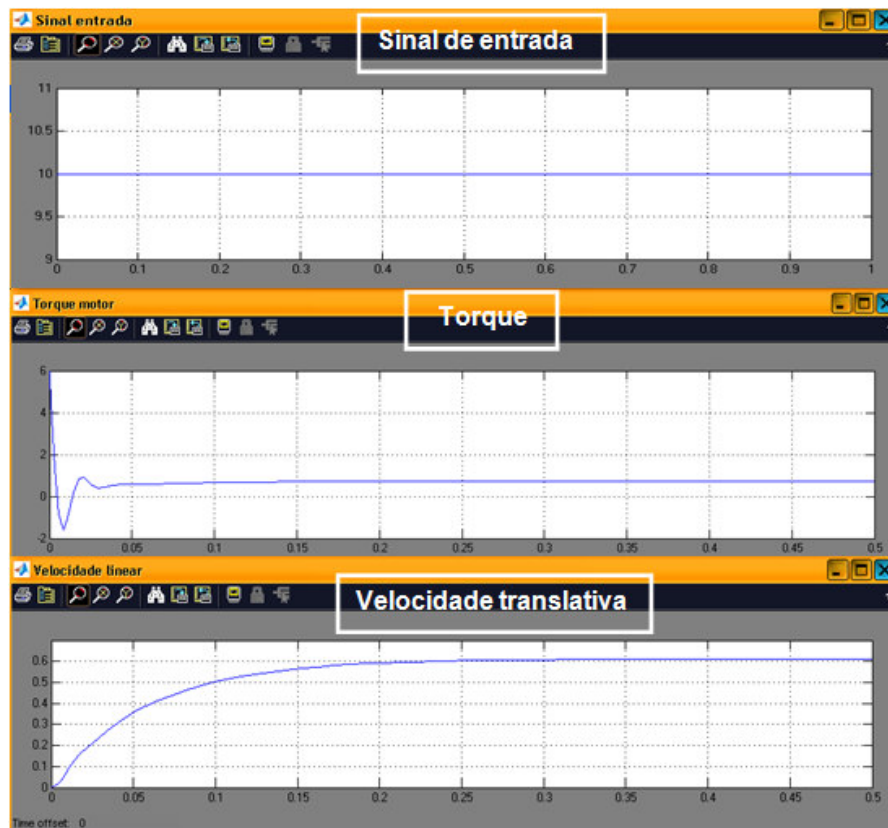 Sinal entrada
Sinal de entrada
11
10.5
10
9.5
9
0 0.1 0.2 0.3 0.4 0.5 0.6 0.7 0.8 0.9 1
Torque motor
Torque
6
4
2
0
-2
0 0.05 0.1 0.15 0.2 0.25 0.3 0.35 0.4 0.45 0.5
Velocidade linear
Velocidade translativa
0.6
0.5
0.4
0.3
0.2
0.1
0
0 0.05 0.1 0.15 0.2 0.25 0.3 0.35 0.4 0.45 0.5
Time offset: 0